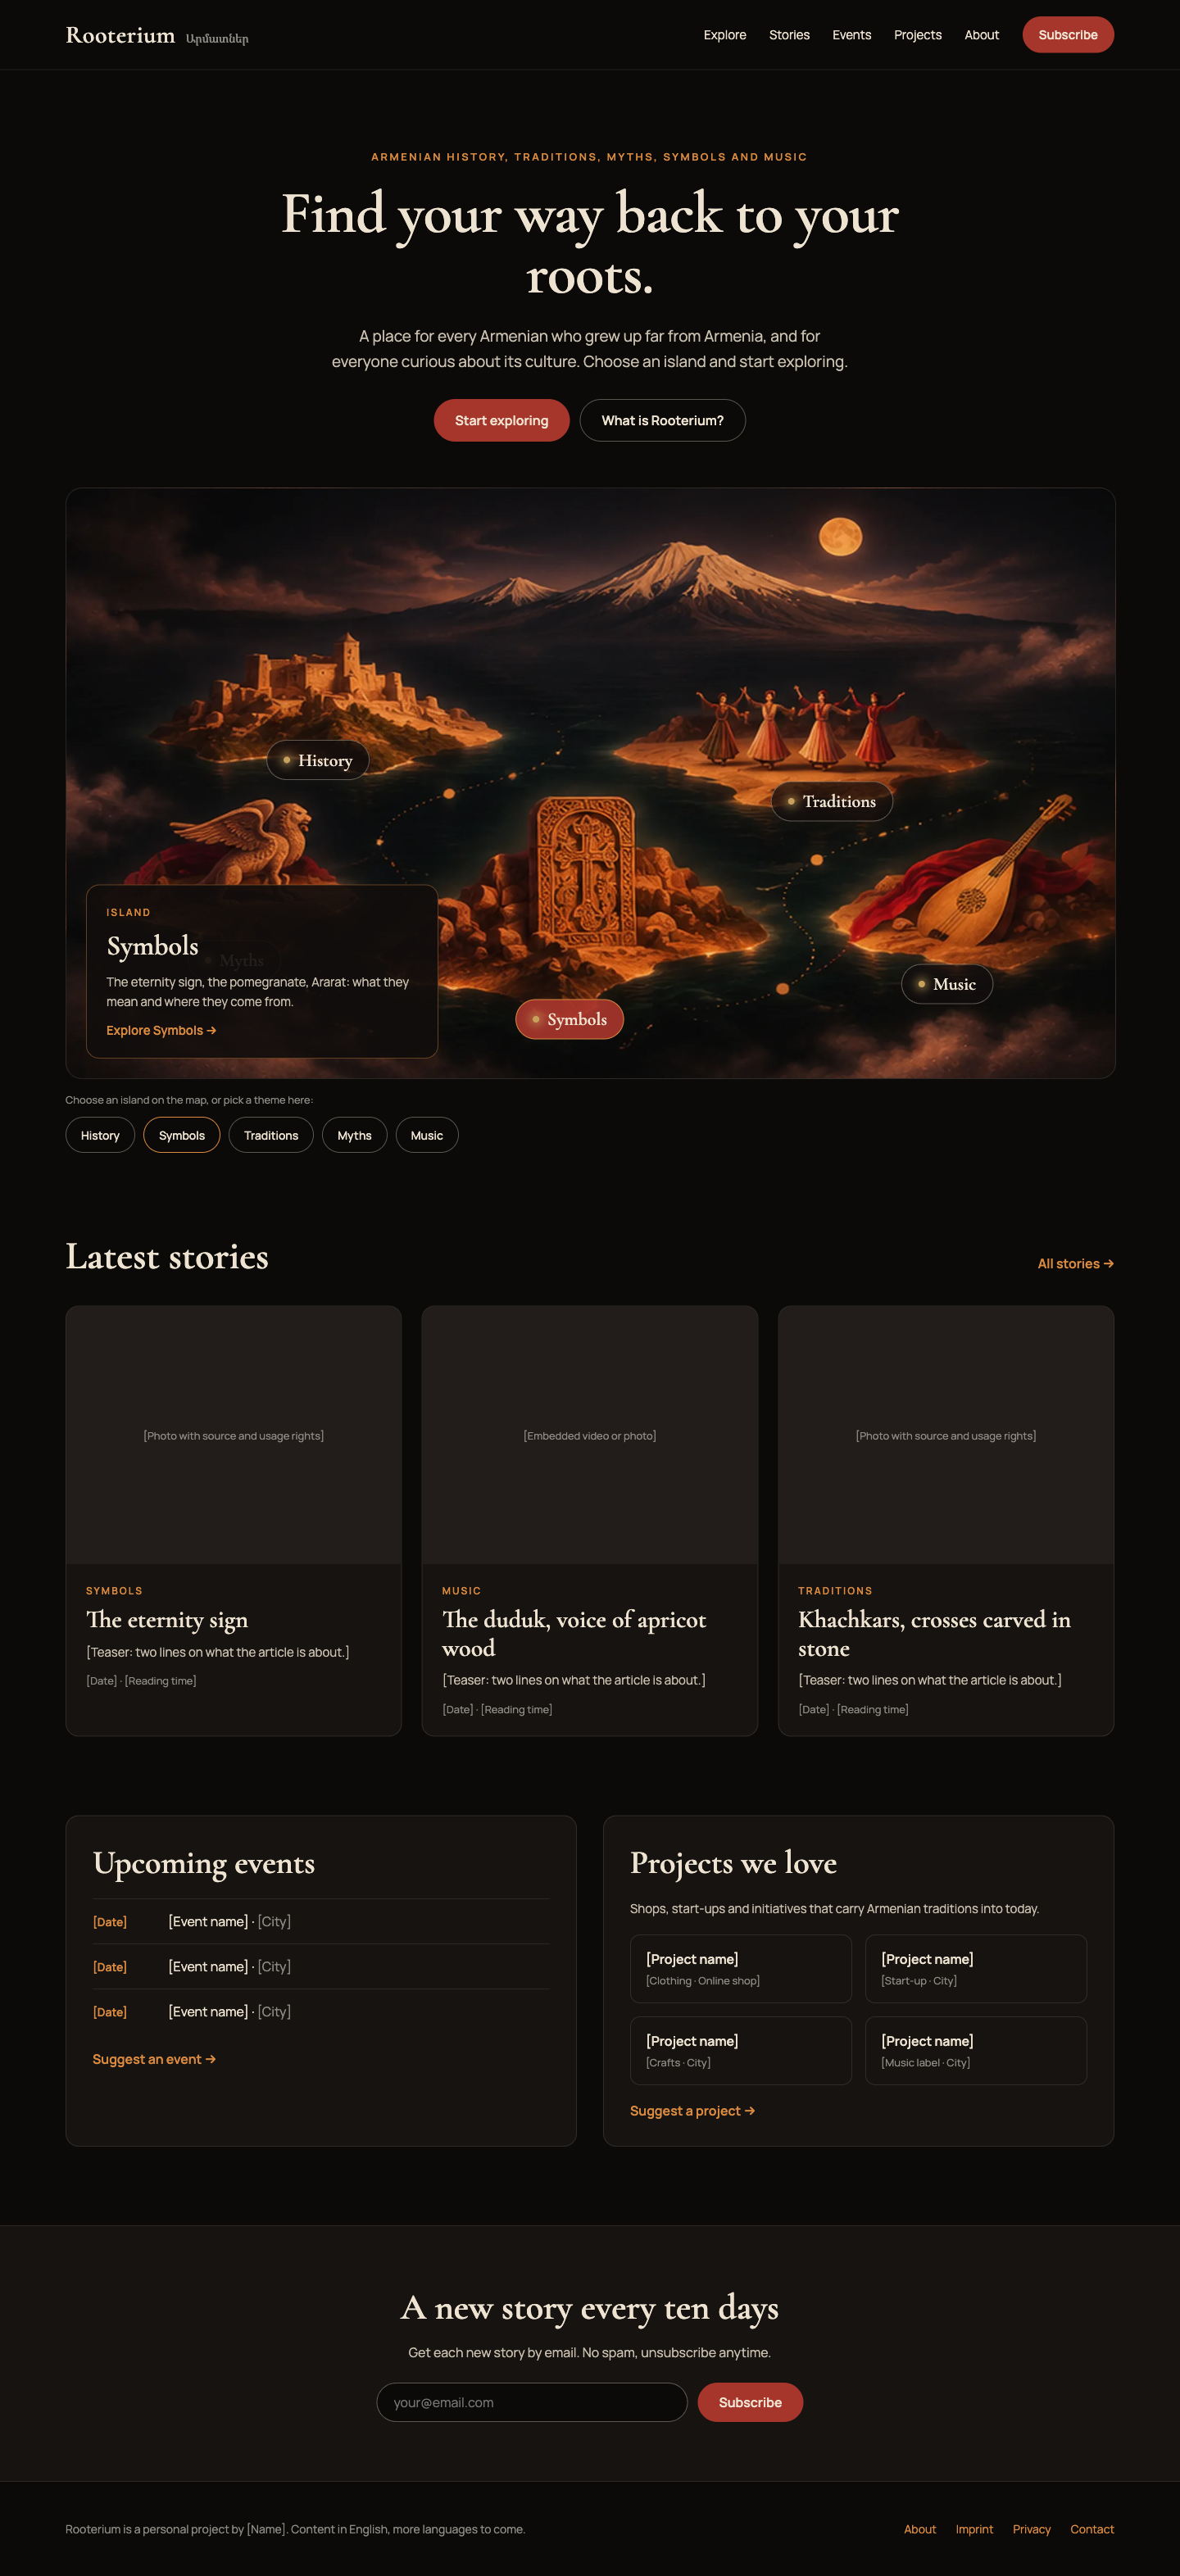 Rooterium Արմատներ
Explore Stories Events Projects About Subscribe
ARMENIAN HISTORY, TRADITIONS, MYTHS, SYMBOLS AND MUSIC
Find your way back to your
roots.
A place for every Armenian who grew up far from Armenia, and for
everyone curious about its culture. Choose an island and start exploring.
Start exploring What is Rooterium?
History
Traditions
ISLAND
Symbols
Myths
The eternity sign, the pomegranate, Ararat: what they
mean and where they come from.
Explore Symbols →
Music
Symbols
Choose an island on the map, or pick a theme here:
History Symbols Traditions Myths Music
Latest stories
All stories →
[Photo with source and usage rights]
[Embedded video or photo]
[Photo with source and usage rights]
SYMBOLS
The eternity sign
[Teaser: two lines on what the article is about.]
[Date] · [Reading time]
MUSIC
The duduk, voice of apricot
wood
[Teaser: two lines on what the article is about.]
[Date] · [Reading time]
TRADITIONS
Khachkars, crosses carved in
stone
[Teaser: two lines on what the article is about.]
[Date] · [Reading time]
Upcoming events
[Date] [Event name] · [City]
[Date] [Event name] · [City]
[Date] [Event name] · [City]
Suggest an event →
Projects we love
Shops, start-ups and initiatives that carry Armenian traditions into today.
[Project name]
[Clothing · Online shop]
[Project name]
[Start-up · City]
[Project name]
[Crafts · City]
[Project name]
[Music label · City]
Suggest a project →
A new story every ten days
Get each new story by email. No spam, unsubscribe anytime.
your@email.com Subscribe
Rooterium is a personal project by [Name]. Content in English, more languages to come.
About Imprint Privacy Contact